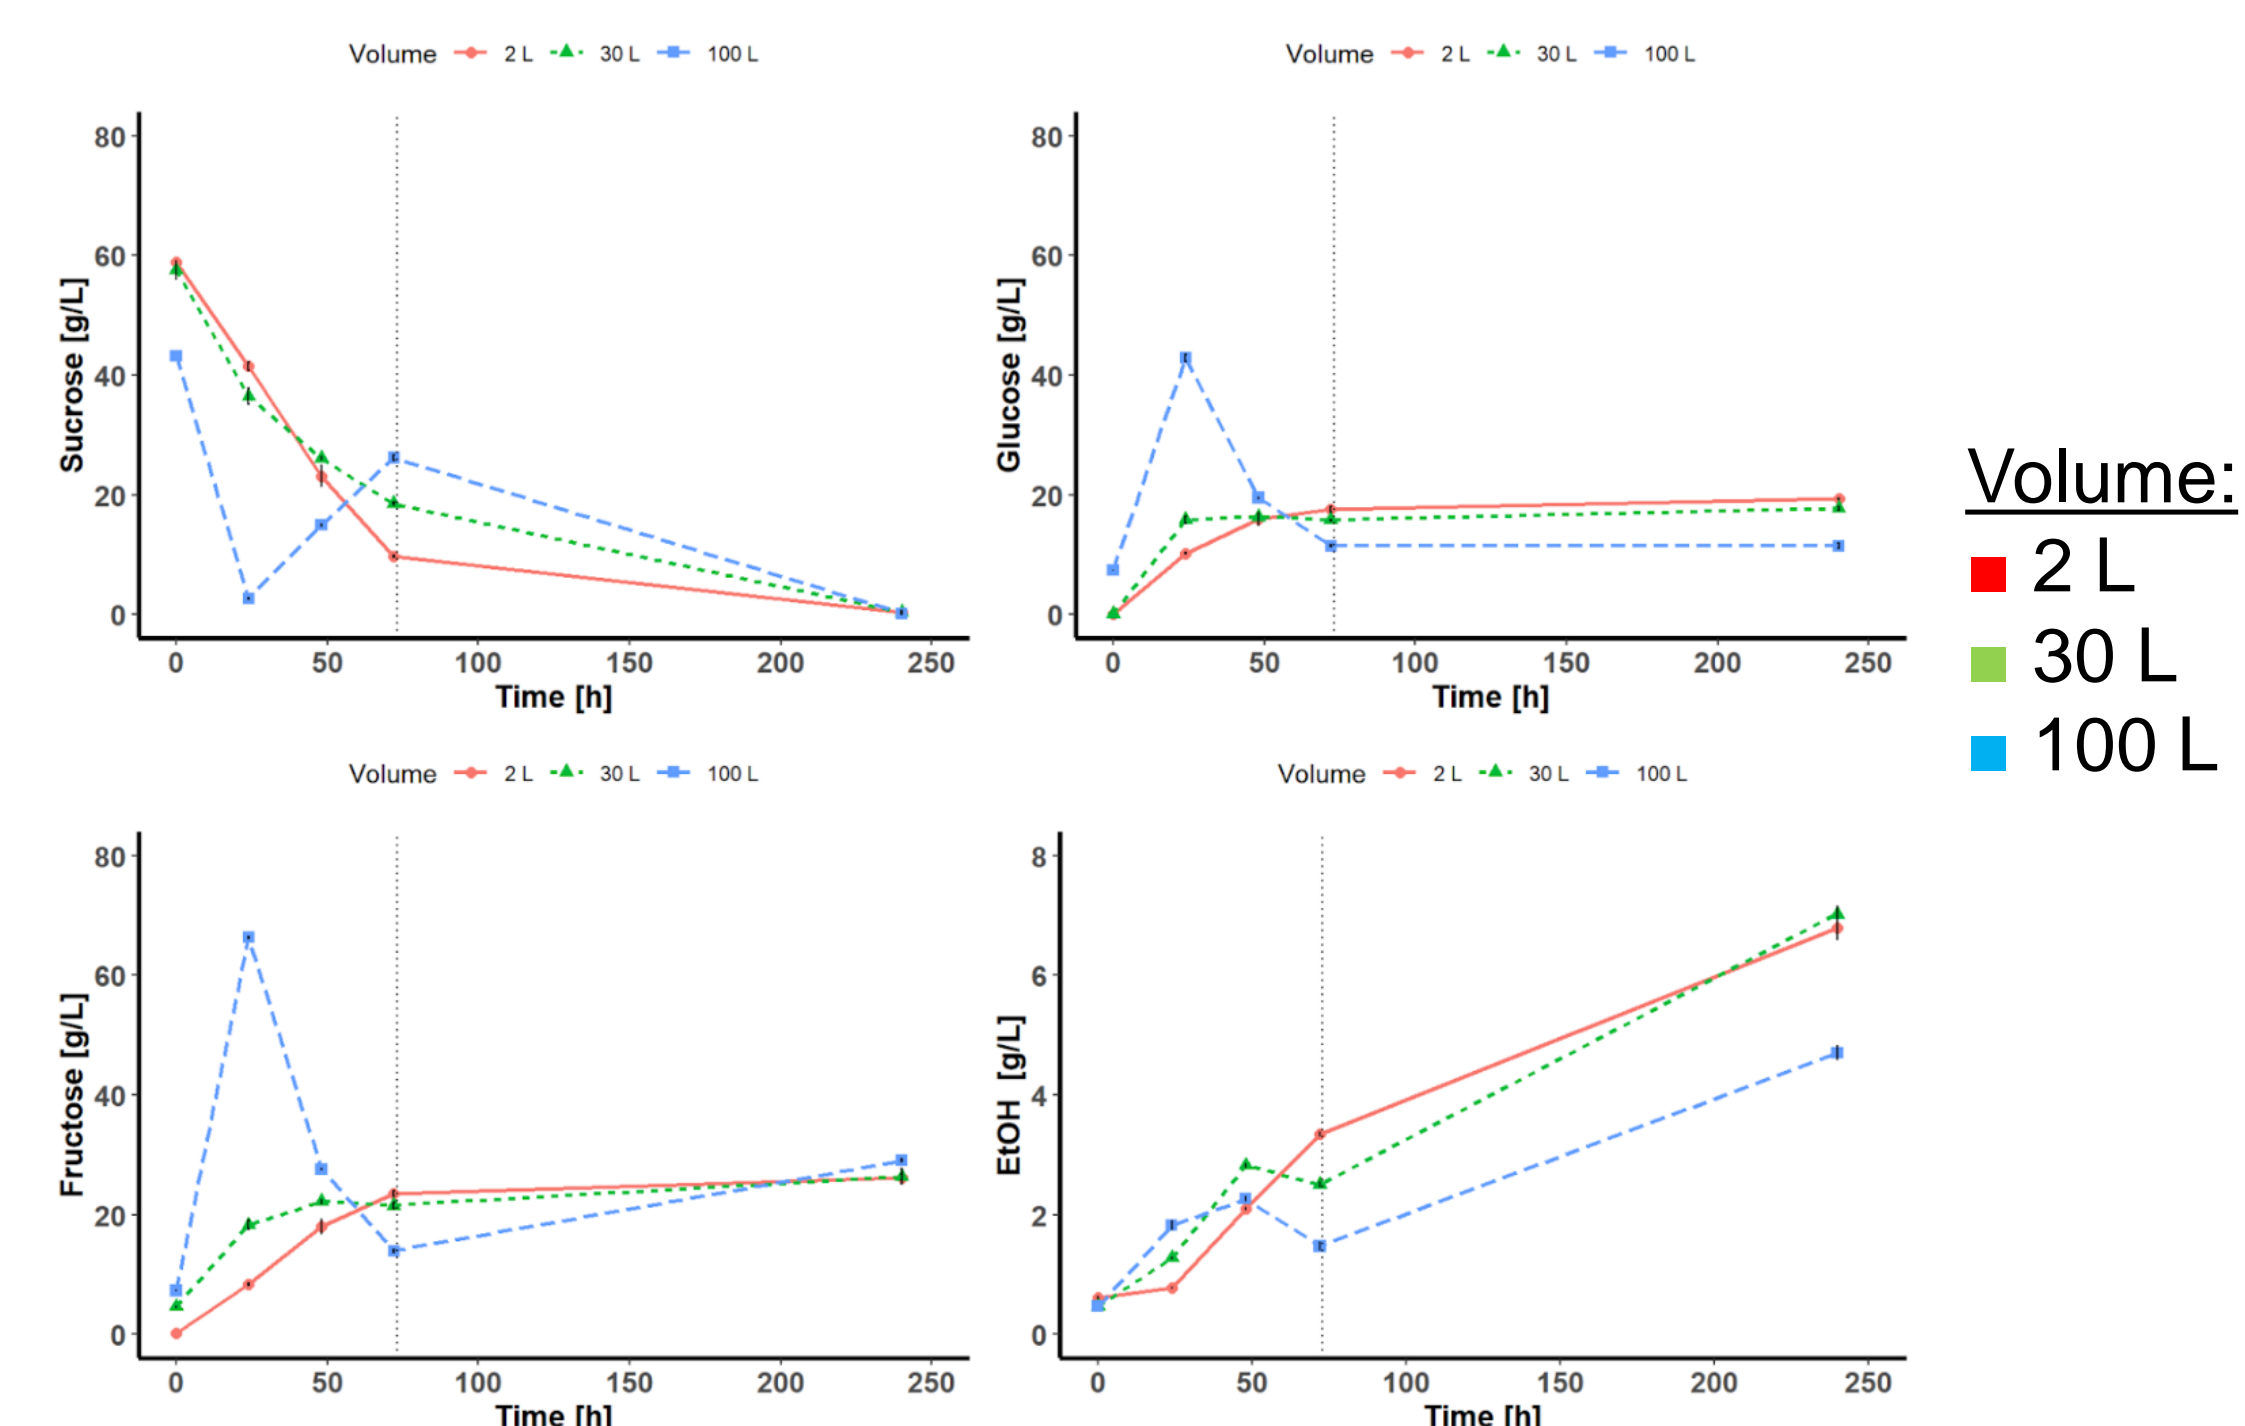 Volume 2 L 30 L 100 L
80
60
40
20
0
Sucrose [g/L]
0 50 100 150 200 250
Time [h]
Volume 2 L 30 L 100 L
80
60
40
20
0
Glucose [g/L]
0 50 100 150 200 250
Time [h]
Volume:
2 L
30 L
100 L
Volume 2 L 30 L 100 L
80
60
40
20
0
Fructose [g/L]
0 50 100 150 200 250
Time [h]
Volume 2 L 30 L 100 L
8
6
4
2
0
EtOH [g/L]
0 50 100 150 200 250
Time [h]